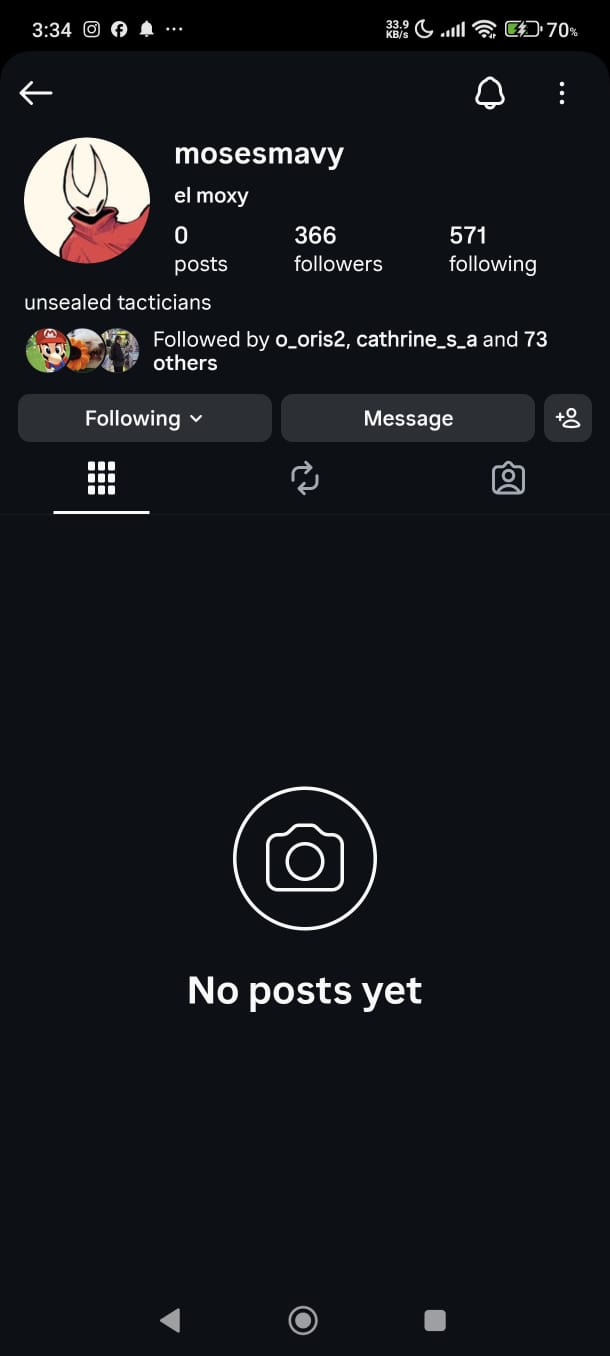 3:34 ... 33.9 KB/s 70%
mosesmavy
el moxy
0 366 571
posts followers following
unsealed tacticians
Followed by o_oris2, cathrine_s_a and 73
others
Following Message
No posts yet